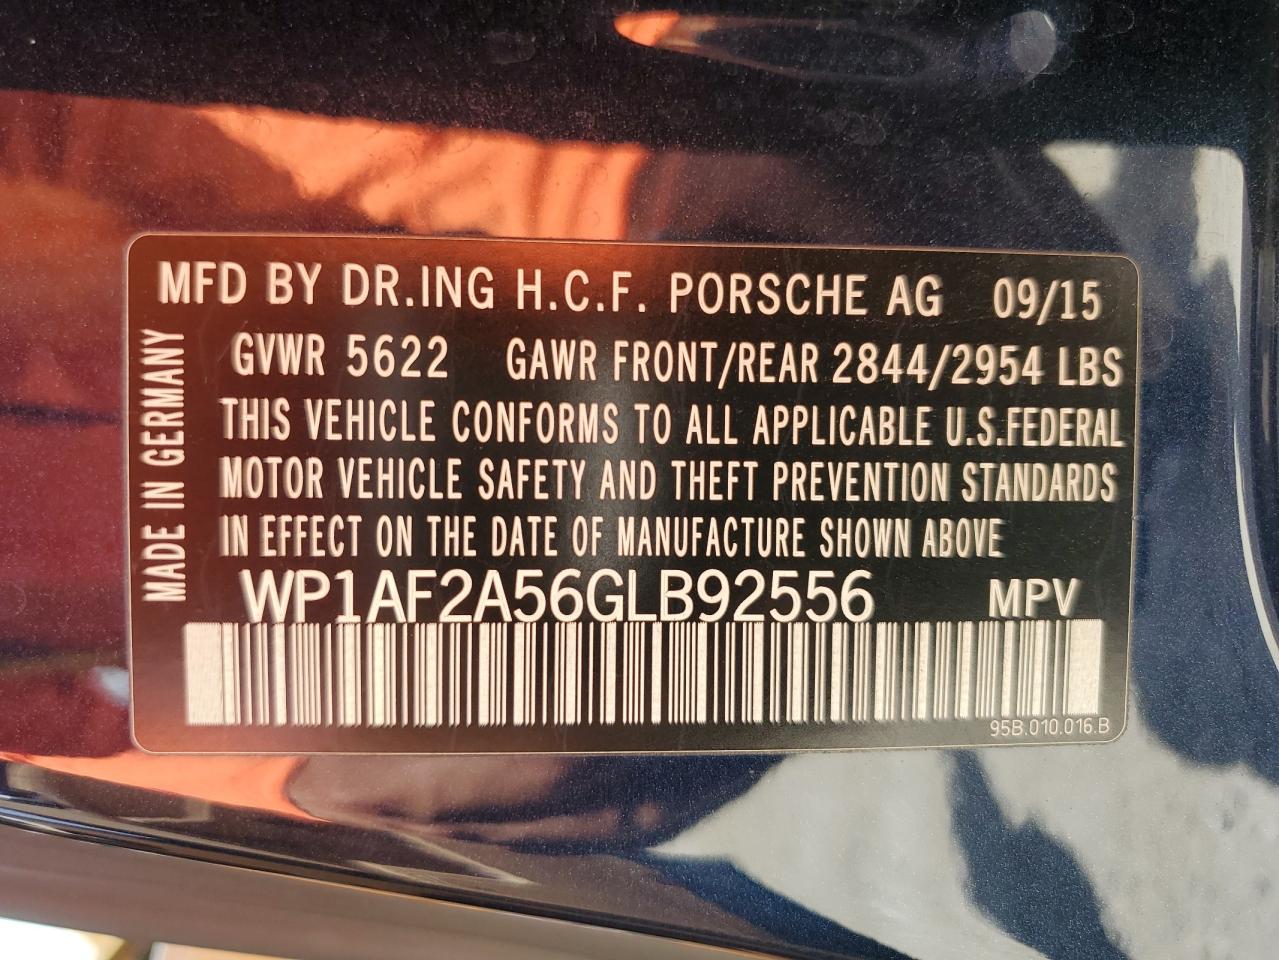 MFD BY DR.ING H.C.F. PORSCHE AG 09/15
GVWR 5622 GAWR FRONT/REAR 2844/2954 LBS
THIS VEHICLE CONFORMS TO ALL APPLICABLE U.S.FEDERAL
MOTOR VEHICLE SAFETY AND THEFT PREVENTION STANDARDS
IN EFFECT ON THE DATE OF MANUFACTURE SHOWN ABOVE
WP1AF2A56GLB92556 MPV
95B.010.016.B
MADE IN GERMANY